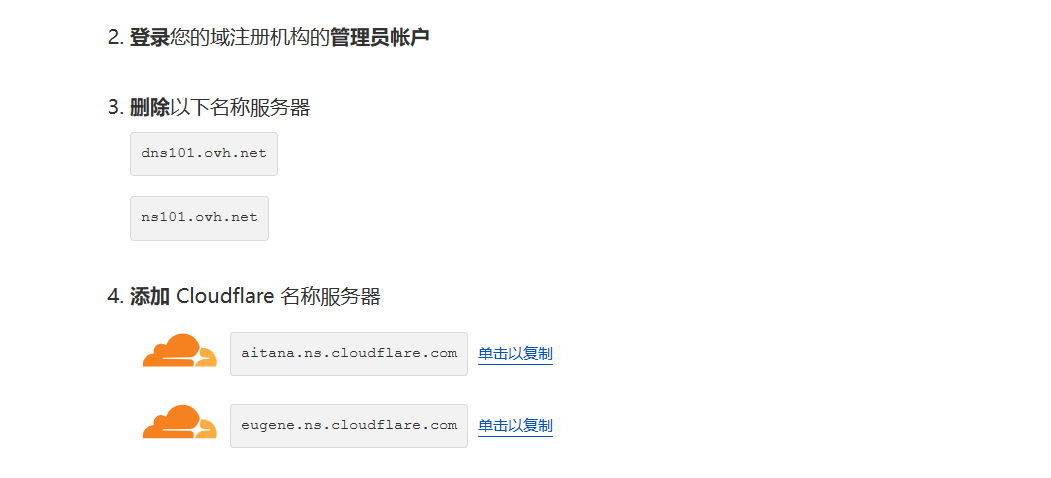 2. 登录您的域注册机构的管理员帐户
3. 删除以下名称服务器
dns101.ovh.net
ns101.ovh.net
4. 添加 Cloudflare 名称服务器
aitana.ns.cloudflare.com 单击以复制
eugene.ns.cloudflare.com 单击以复制